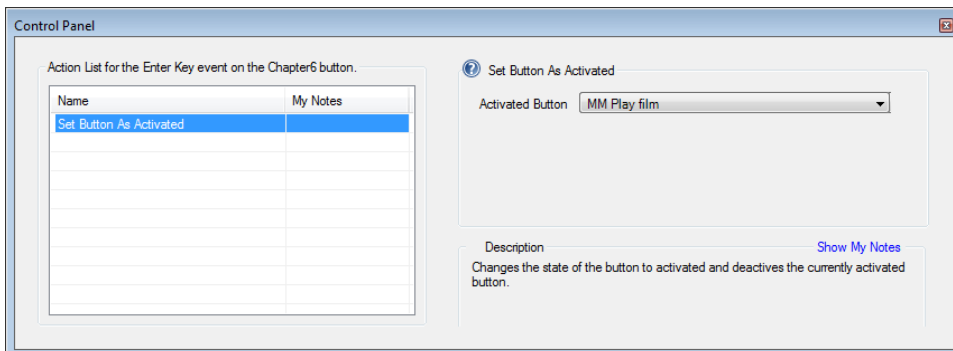 Control Panel
Action List for the Enter Key event on the Chapter6 button.
Name My Notes
Set Button As Activated
Set Button As Activated
Activated Button MM Play film
Description Show My Notes
Changes the state of the button to activated and deactives the currently activated
button.